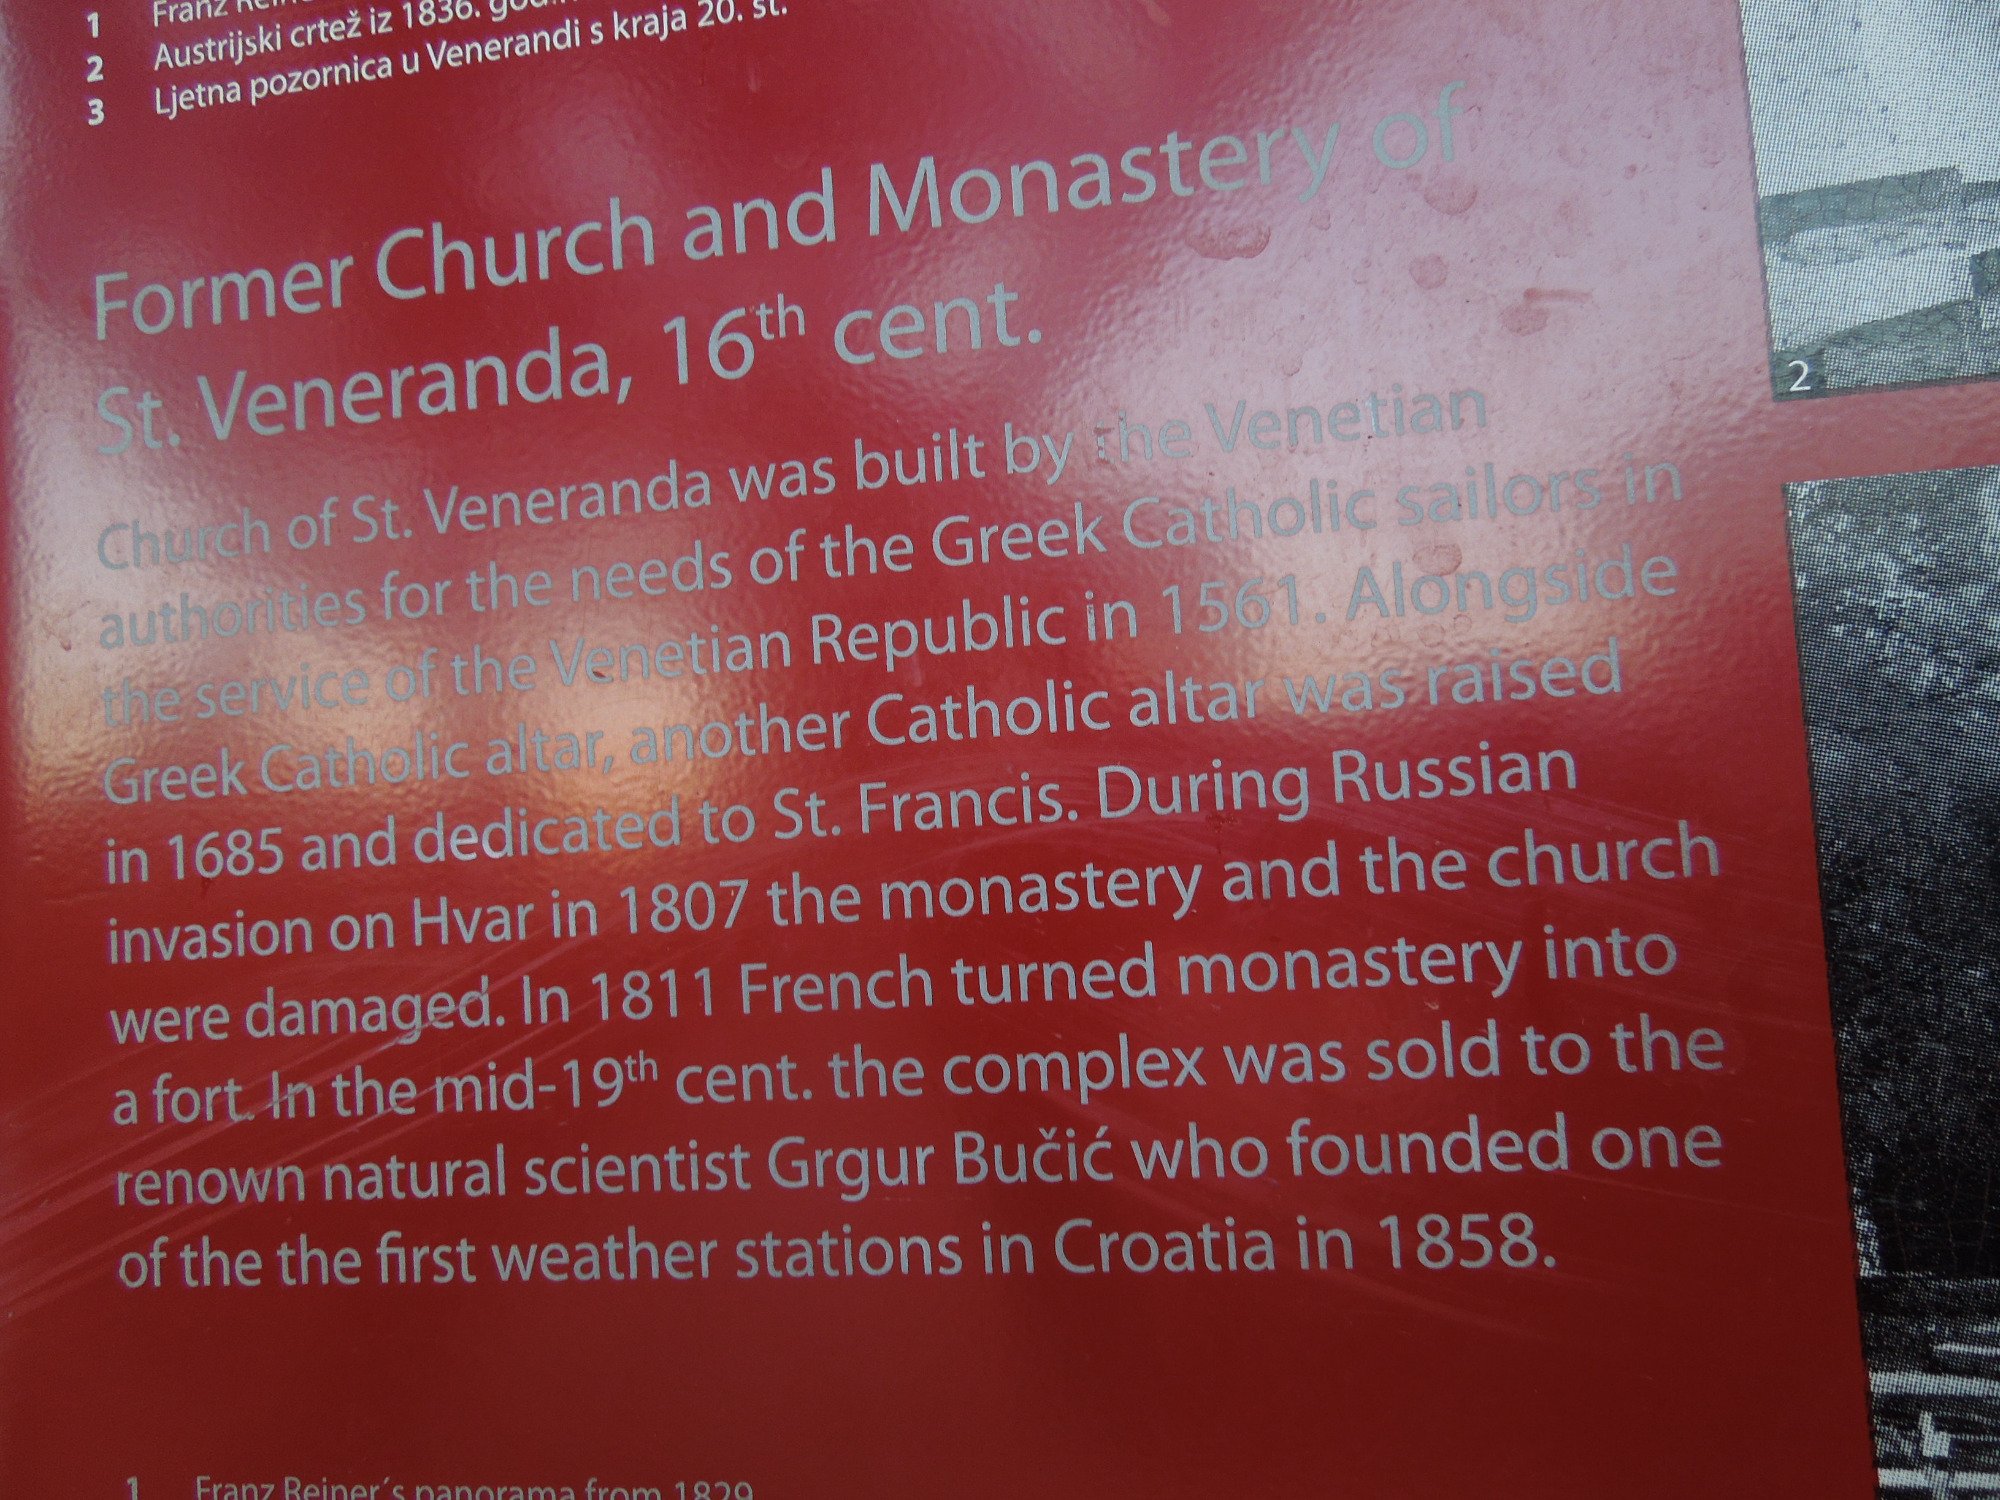 1 Franz
2 Austrijski crtež iz 1836.
3 Ljetna pozornica u Venerandi s kraja 20. st.
Former Church and Monastery of
St. Veneranda, 16th cent.
Church of St. Veneranda was built by the Venetian
authorities for the needs of the Greek Catholic sailors in
the service of the Venetian Republic in 1561. Alongside
Greek Catholic altar, another Catholic altar was raised
in 1685 and dedicated to St. Francis. During Russian
invasion on Hvar in 1807 the monastery and the church
were damaged. In 1811 French turned monastery into
a fort. In the mid-19th cent. the complex was sold to the
renown natural scientist Grgur Bučić who founded one
of the the first weather stations in Croatia in 1858.
1 Franz Reiner´s panorama from 1829
2